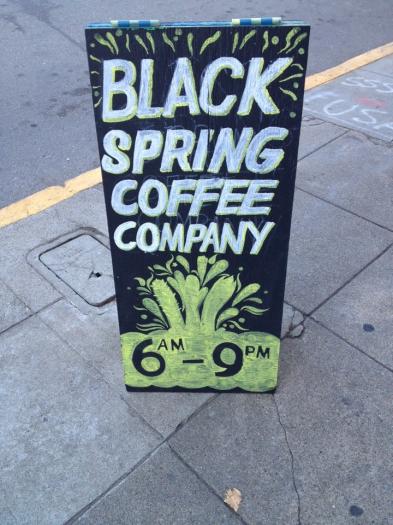 BLACK
SPRING
COFFEE
COMPANY
6AM - 9PM